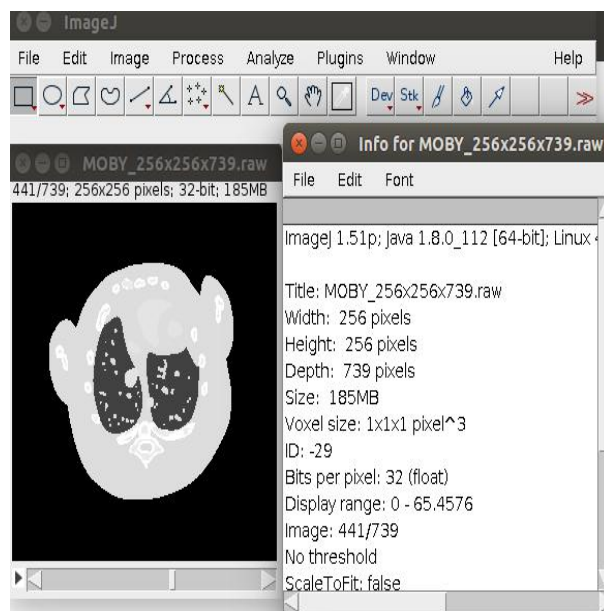 ImageJ
File Edit Image Process Analyze Plugins Window Help
A Dev Stk >>
MOBY_256x256x739.raw
441/739; 256x256 pixels; 32-bit; 185MB
Info for MOBY_256x256x739.raw
File Edit Font
ImageJ 1.51p; Java 1.8.0_112 [64-bit]; Linux
Title: MOBY_256x256x739.raw
Width: 256 pixels
Height: 256 pixels
Depth: 739 pixels
Size: 185MB
Voxel size: 1x1x1 pixel^3
ID: -29
Bits per pixel: 32 (float)
Display range: 0 - 65.4576
Image: 441/739
No threshold
ScaleToFit: false